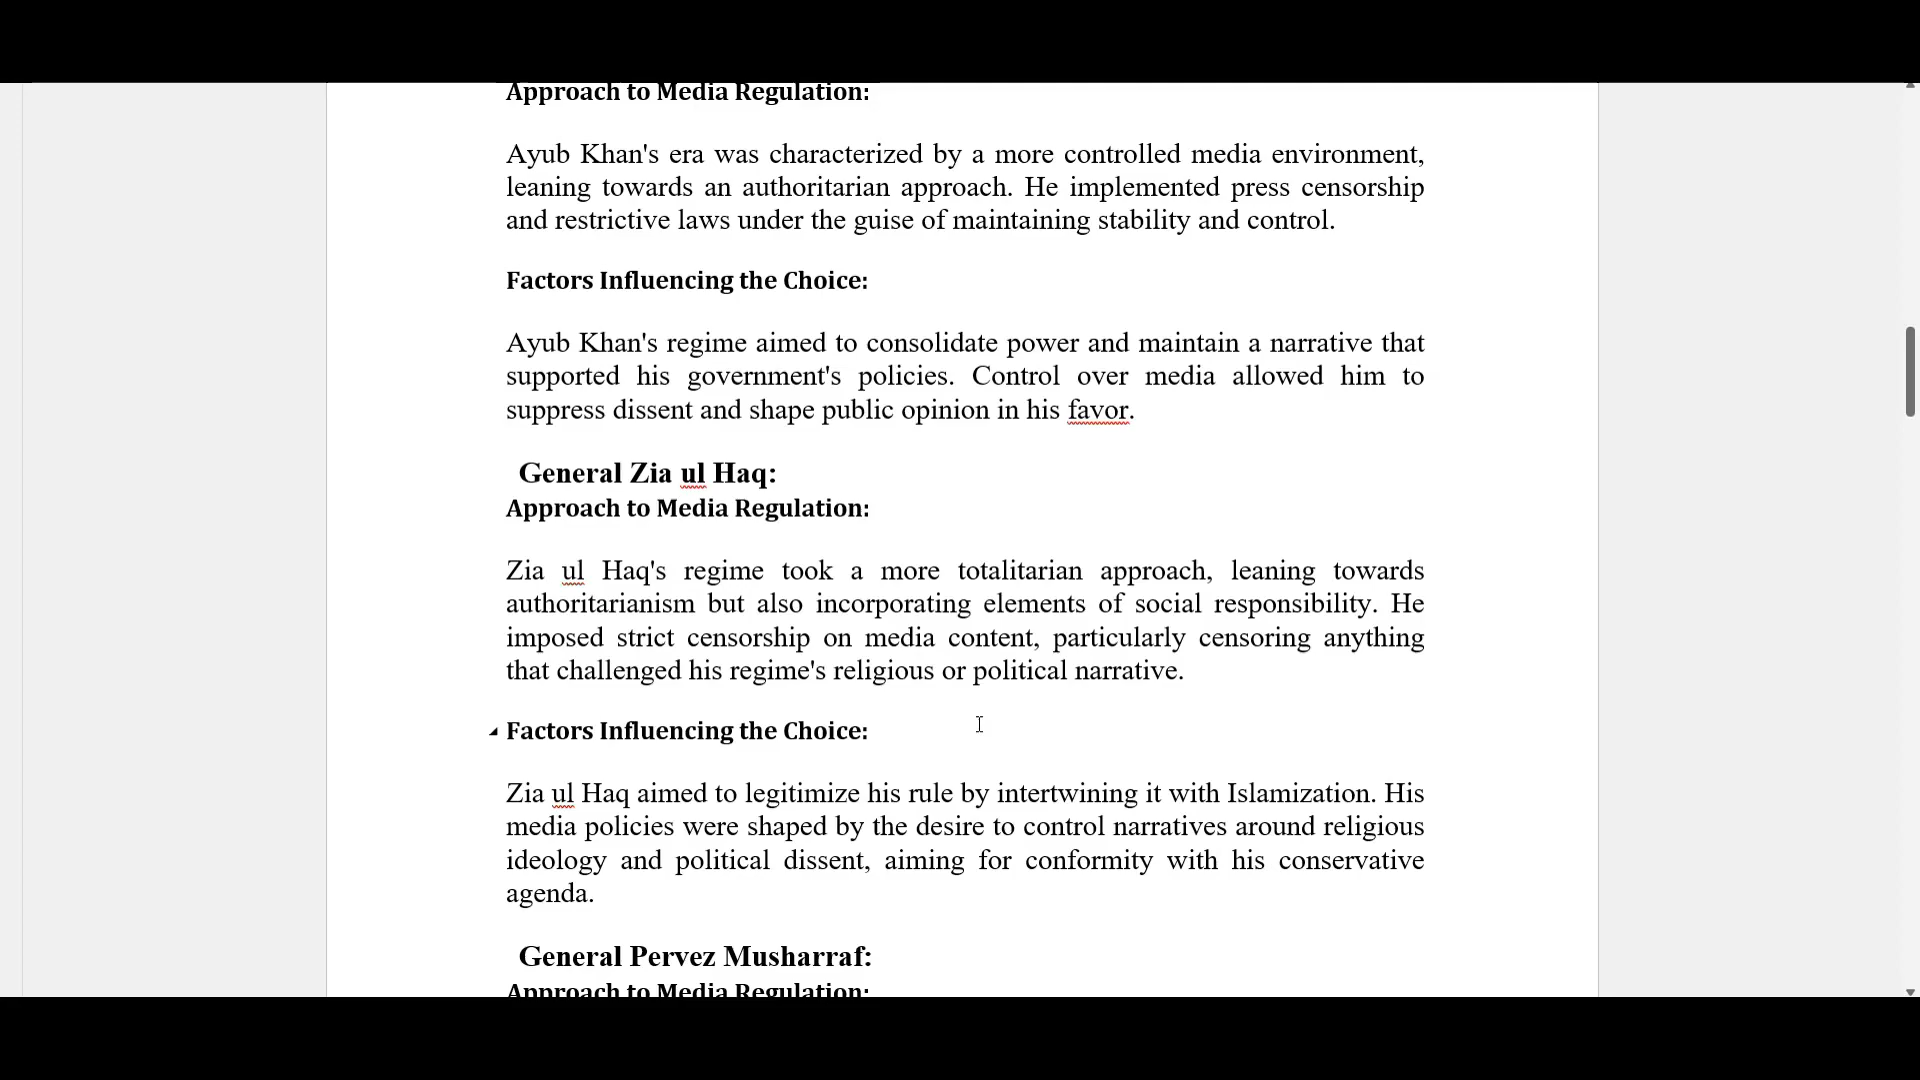 Approach to Media Regulation:
Ayub Khan's era was characterized by a more controlled media environment,
leaning towards an authoritarian approach. He implemented press censorship
and restrictive laws under the guise of maintaining stability and control.
Factors Influencing the Choice:
Ayub Khan's regime aimed to consolidate power and maintain a narrative that
supported his government's policies. Control over media allowed him to
suppress dissent and shape public opinion in his favor.
General Zia ul Haq:
Approach to Media Regulation:
Zia ul Haq's regime took a more totalitarian approach, leaning towards
authoritarianism but also incorporating elements of social responsibility. He
imposed strict censorship on media content, particularly censoring anything
that challenged his regime's religious or political narrative.
Factors Influencing the Choice:
Zia ul Haq aimed to legitimize his rule by intertwining it with Islamization. His
media policies were shaped by the desire to control narratives around religious
ideology and political dissent, aiming for conformity with his conservative
agenda.
General Pervez Musharraf:
Approach to Media Regulation: